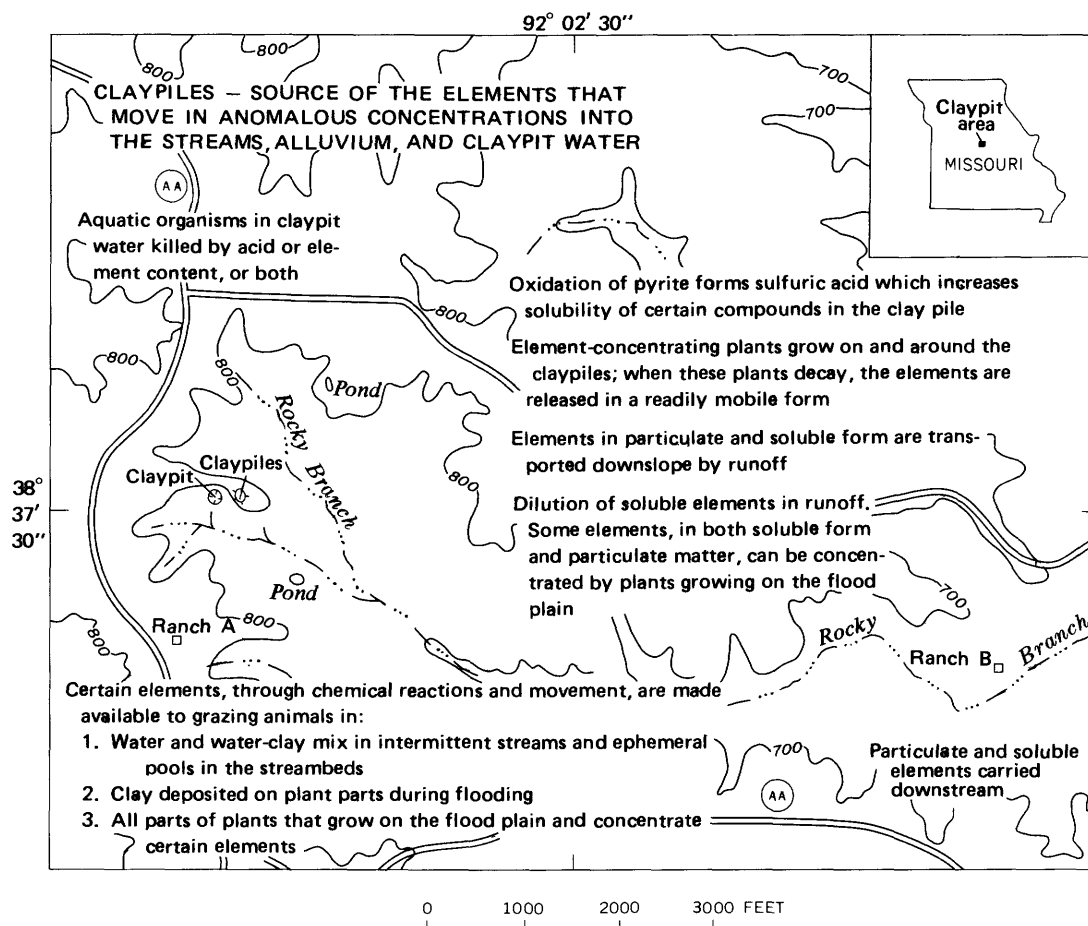 92° 02' 30"
800
800
700
700
CLAYPILES – SOURCE OF THE ELEMENTS THAT
MOVE IN ANOMALOUS CONCENTRATIONS INTO
THE STREAMS, ALLUVIUM, AND CLAYPIT WATER
Claypit
area
MISSOURI
AA
Aquatic organisms in claypit
water killed by acid or ele-
ment content, or both
Oxidation of pyrite forms sulfuric acid which increases
solubility of certain compounds in the clay pile
800
800
800
Element-concentrating plants grow on and around the
claypiles; when these plants decay, the elements are
released in a readily mobile form
Pond
Rocky Branch
Elements in particulate and soluble form are trans-
ported downslope by runoff
800
Claypiles
Claypit
38°
37'
30"
Dilution of soluble elements in runoff.
Some elements, in both soluble form
and particulate matter, can be concen-
trated by plants growing on the flood
plain
Pond
700
800
Ranch A
800
Rocky Branch
Ranch B
Certain elements, through chemical reactions and movement, are made
available to grazing animals in:
1. Water and water-clay mix in intermittent streams and ephemeral
pools in the streambeds
2. Clay deposited on plant parts during flooding
3. All parts of plants that grow on the flood plain and concentrate
certain elements
700
AA
Particulate and soluble
elements carried
downstream
0 1000 2000 3000 FEET